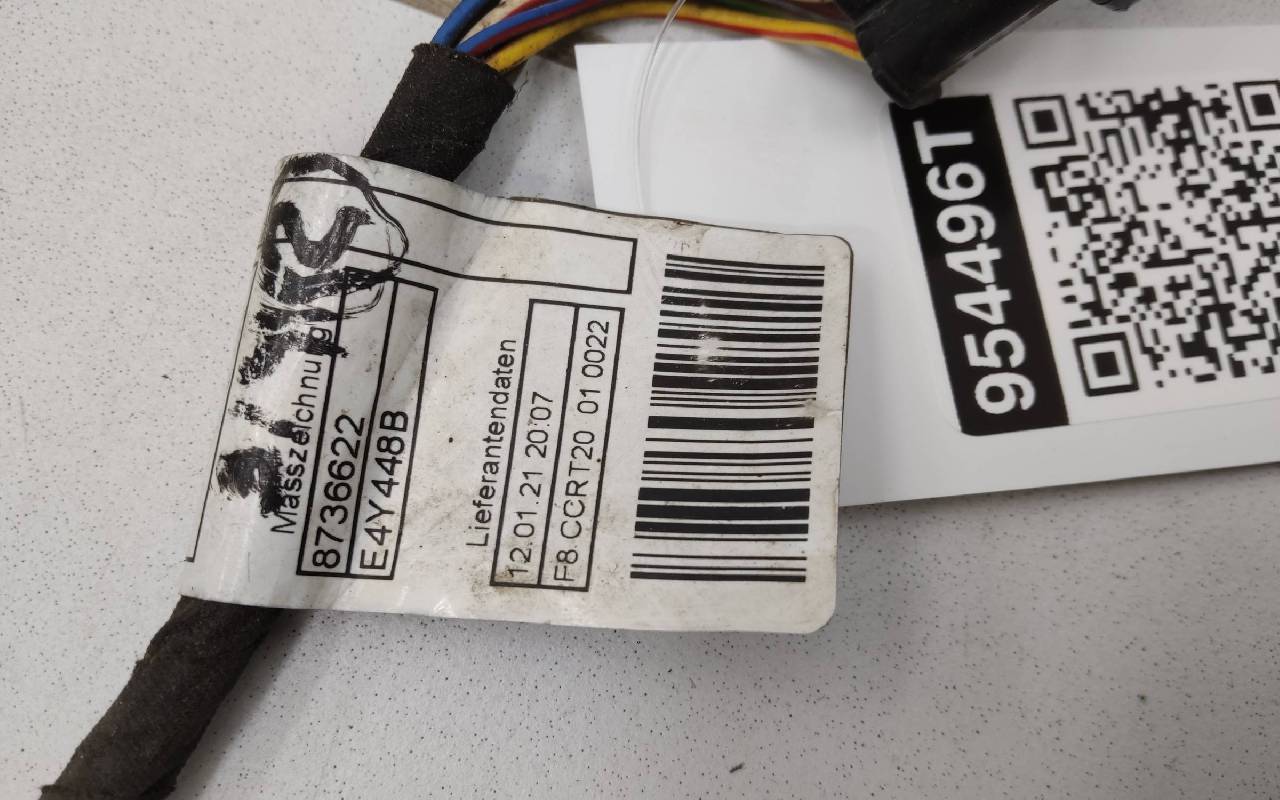 Masszeichnung
8736622
E4Y448B
Lieferantendaten
12.01.21 20:07
F8.CCRT20 01 0022
954496T